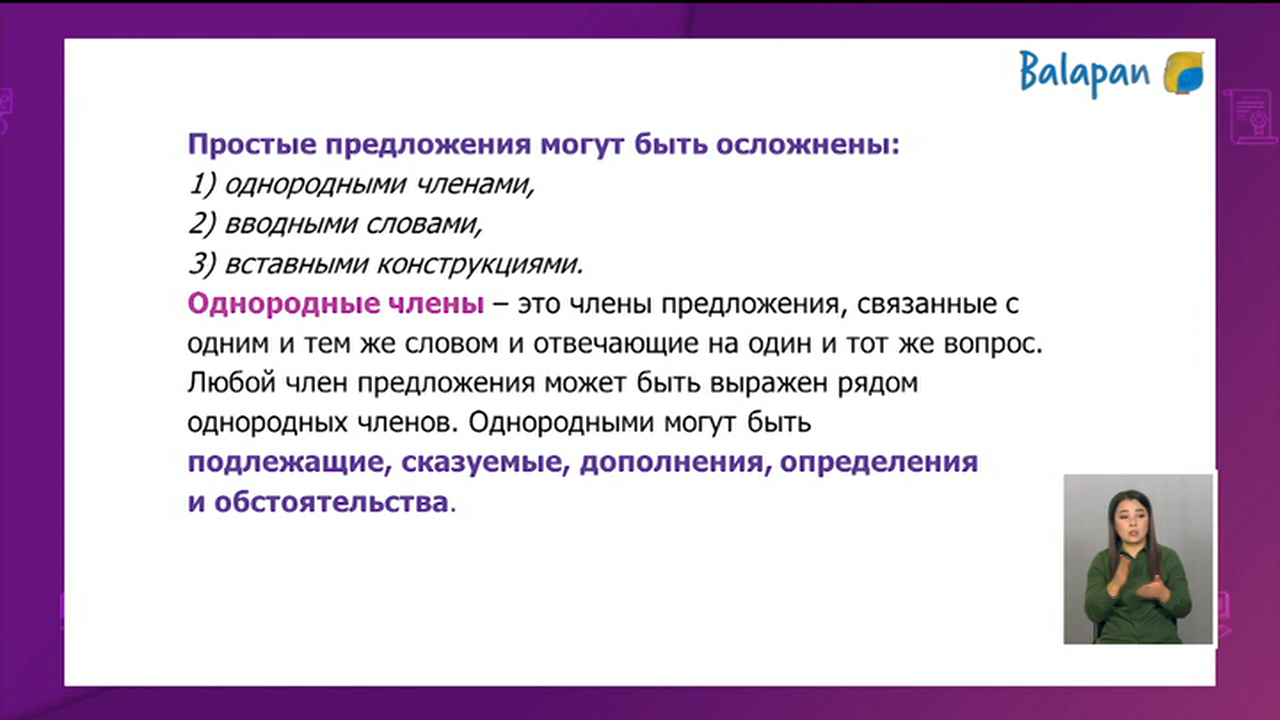 Balapan
Простые предложения могут быть осложнены:
1) однородными членами,
2) вводными словами,
3) вставными конструкциями.
Однородные члены – это члены предложения, связанные с
одним и тем же словом и отвечающие на один и тот же вопрос.
Любой член предложения может быть выражен рядом
однородных членов. Однородными могут быть
подлежащие, сказуемые, дополнения, определения
и обстоятельства.